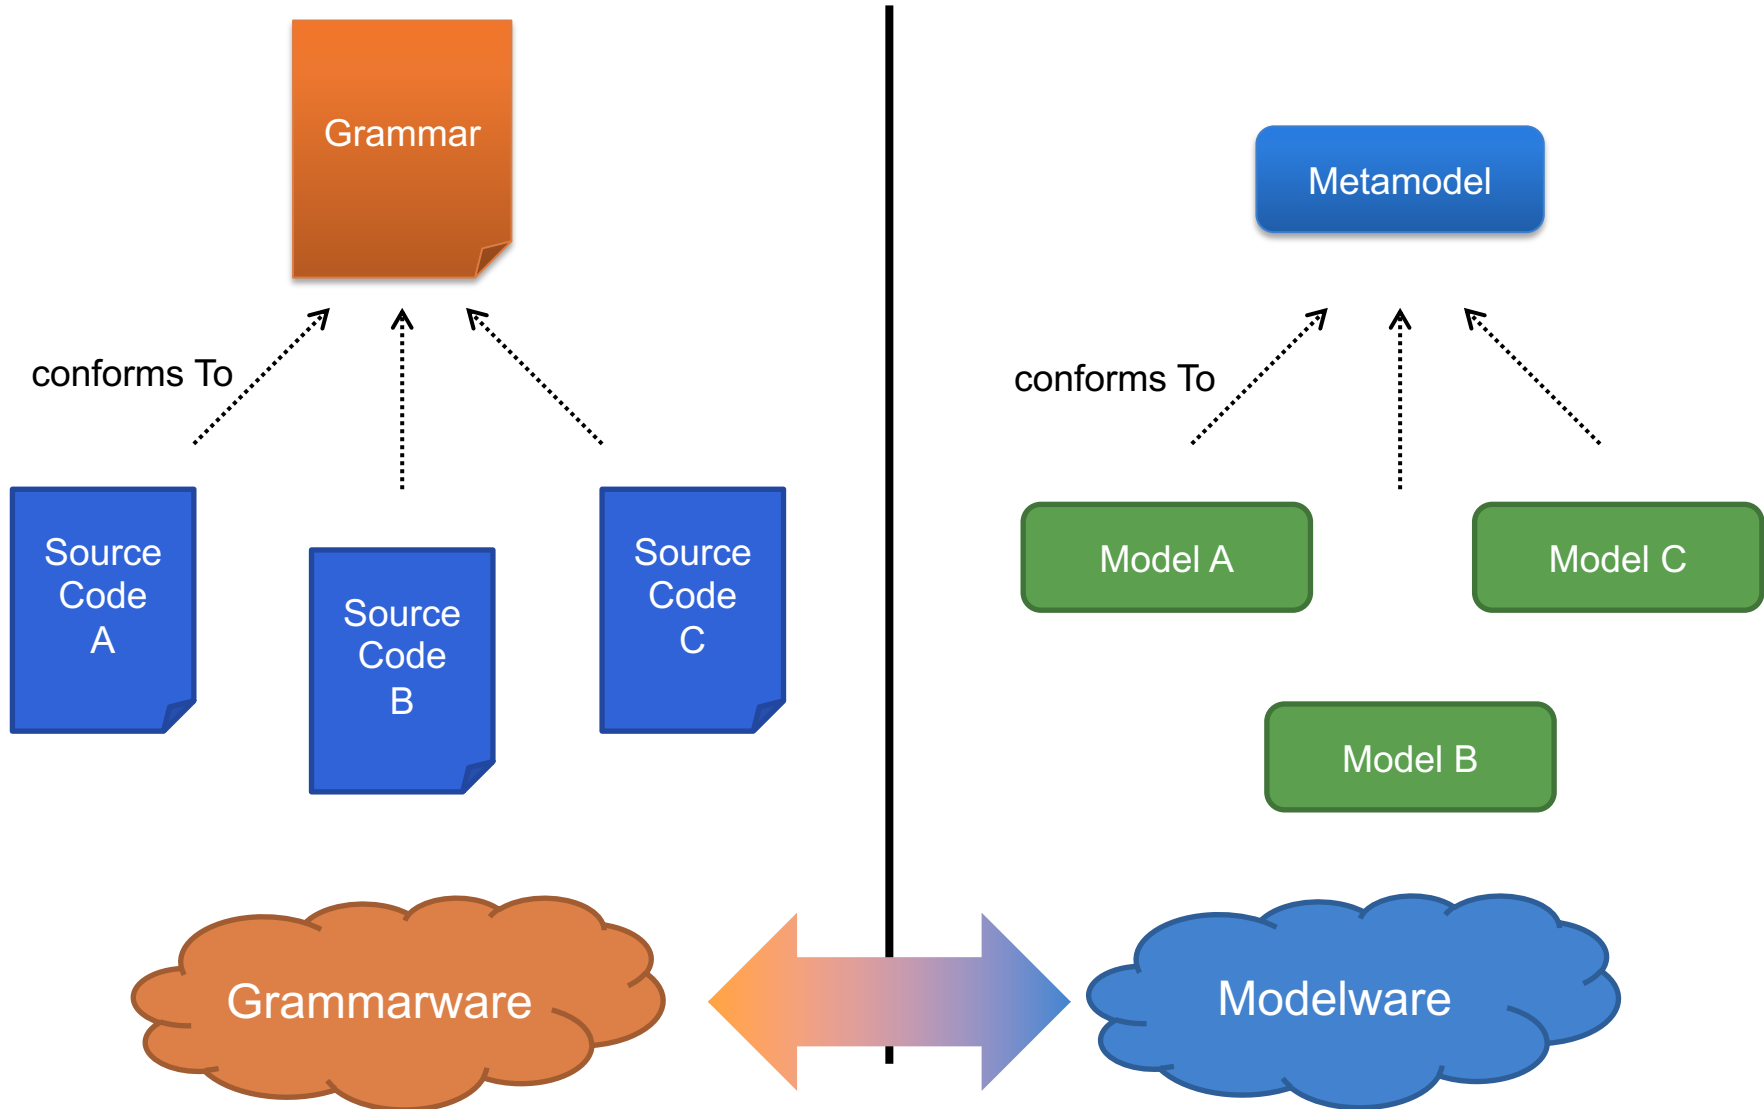 Grammar
conforms To
Source
Code
A
Source
Code
B
Source
Code
C
Grammarware
Metamodel
conforms To
Model A
Model C
Model B
Modelware